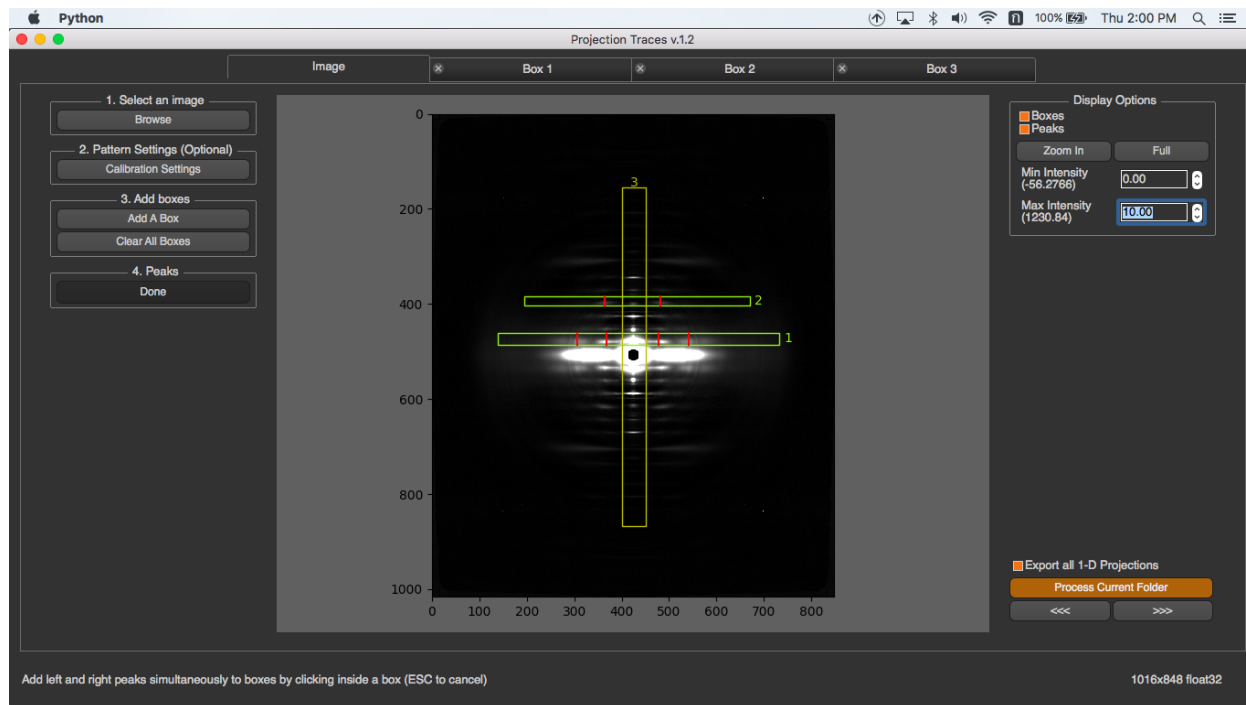 Python
100%
Thu 2:00 PM
Projection Traces v.1.2
Image
Box 1
Box 2
Box 3
1. Select an image
Browse
2. Pattern Settings (Optional)
Calibration Settings
3. Add boxes
Add A Box
Clear All Boxes
4. Peaks
Done
0
200
400
600
800
1000
0 100 200 300 400 500 600 700 800
3
2
1
Display Options
Boxes
Peaks
Zoom In
Full
Min Intensity
(-56.2766)
0.00
Max Intensity
(1230.84)
10.00
Export all 1-D Projections
Process Current Folder
<<<
>>>
Add left and right peaks simultaneously to boxes by clicking inside a box (ESC to cancel)
1016x848 float32